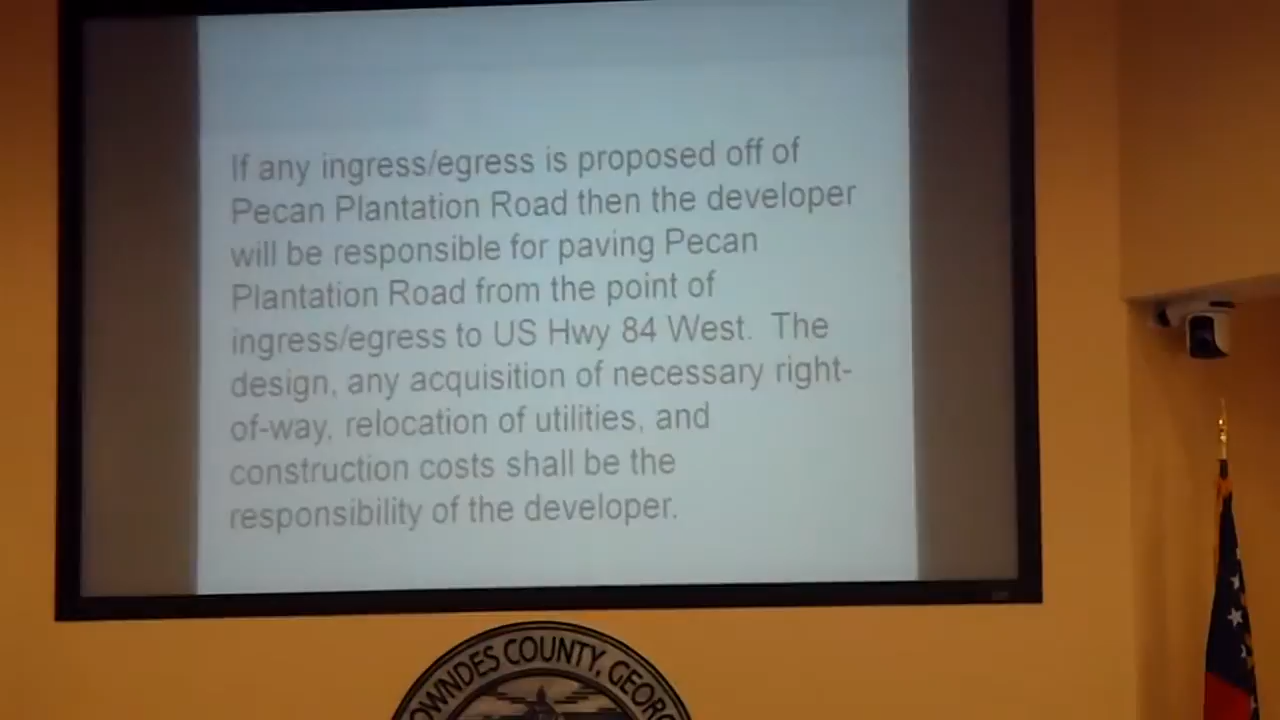 If any ingress/egress is proposed off of
Pecan Plantation Road then the developer
will be responsible for paving Pecan
Plantation Road from the point of
ingress/egress to US Hwy 84 West. The
design, any acquisition of necessary right-
of-way, relocation of utilities, and
construction costs shall be the
responsibility of the developer.
OWNDES COUNTY, GEORG